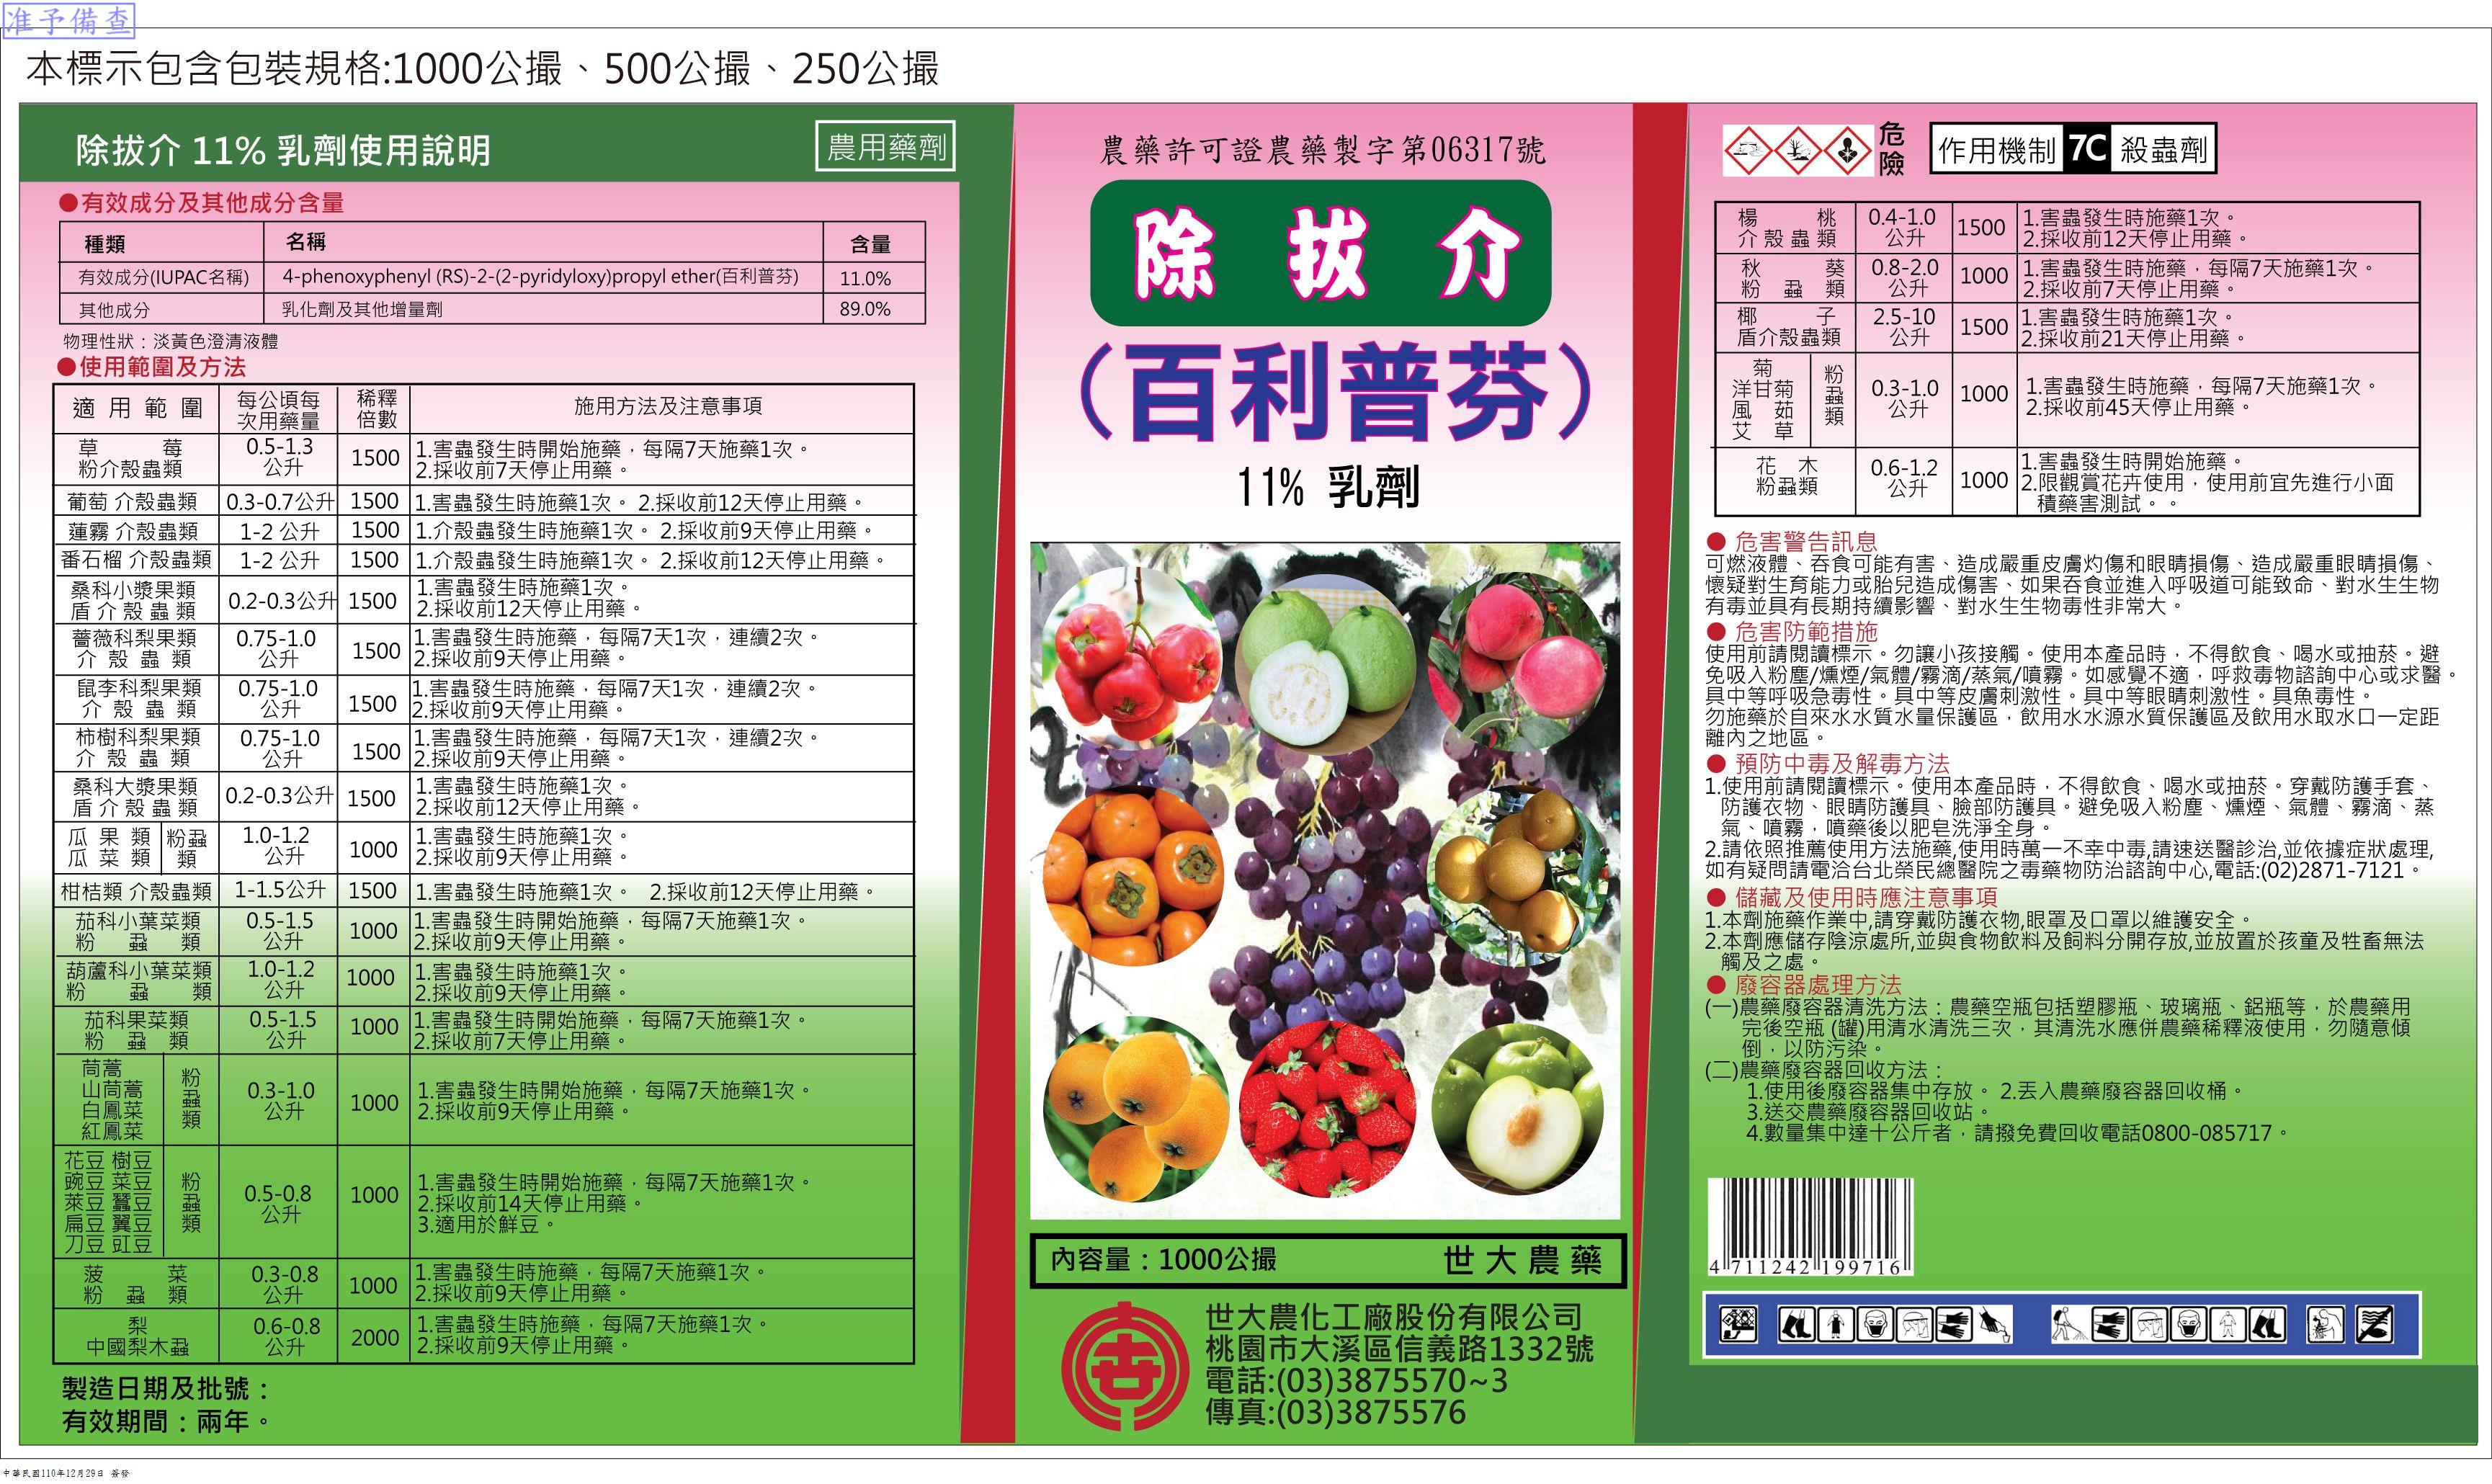 准予備查
本標示包含包裝規格:1000公撮、500公撮、250公撮
除拔介 11% 乳劑使用說明
農用藥劑
●有效成分及其他成分含量
種類 名稱 含量
有效成分(IUPAC名稱) 4-phenoxyphenyl (RS)-2-(2-pyridyloxy)propyl ether(百利普芬) 11.0%
其他成分 乳化劑及其他增量劑 89.0%
物理性狀：淡黃色澄清液體
●使用範圍及方法
適用範圍 每公頃每次用藥量 稀釋倍數 施用方法及注意事項
草莓 0.5-1.3 1500 1.害蟲發生時開始施藥，每隔7天施藥1次。
粉介殼蟲類 公升 2.採收前7天停止用藥。
葡萄 介殼蟲類 0.3-0.7公升 1500 1.害蟲發生時施藥1次。 2.採收前12天停止用藥。
蓮霧 介殼蟲類 1-2 公升 1500 1.介殼蟲發生時施藥1次。 2.採收前9天停止用藥。
番石榴 介殼蟲類 1-2 公升 1500 1.介殼蟲發生時施藥1次。 2.採收前12天停止用藥。
桑科小漿果類 0.2-0.3公升 1500 1.害蟲發生時施藥1次。
盾介殼蟲類 2.採收前12天停止用藥。
薔薇科梨果類 0.75-1.0 1500 1.害蟲發生時施藥，每隔7天1次，連續2次。
介殼蟲類 公升 2.採收前9天停止用藥。
鼠李科梨果類 0.75-1.0 1500 1.害蟲發生時施藥，每隔7天1次，連續2次。
介殼蟲類 公升 2.採收前9天停止用藥。
柿樹科梨果類 0.75-1.0 1500 1.害蟲發生時施藥，每隔7天1次，連續2次。
介殼蟲類 公升 2.採收前9天停止用藥。
桑科大漿果類 0.2-0.3公升 1500 1.害蟲發生時施藥1次。
盾介殼蟲類 2.採收前12天停止用藥。
瓜果類 粉蝨類 1.0-1.2 1000 1.害蟲發生時施藥1次。
瓜菜類 公升 2.採收前9天停止用藥。
柑桔類 介殼蟲類 1-1.5公升 1500 1.害蟲發生時施藥1次。 2.採收前12天停止用藥。
茄科小葉菜類 0.5-1.5 1000 1.害蟲發生時開始施藥，每隔7天施藥1次。
粉蝨類 公升 2.採收前9天停止用藥。
葫蘆科小葉菜類 1.0-1.2 1000 1.害蟲發生時施藥1次。
粉蝨類 公升 2.採收前9天停止用藥。
茄科果菜類 0.5-1.5 1000 1.害蟲發生時開始施藥，每隔7天施藥1次。
粉蝨類 公升 2.採收前7天停止用藥。
茼蒿
山茼蒿 粉蝨類 0.3-1.0 1000 1.害蟲發生時開始施藥，每隔7天施藥1次。
白鳳菜 公升 2.採收前9天停止用藥。
紅鳳菜
花豆 樹豆
豌豆 菜豆 粉蝨類 1.害蟲發生時開始施藥，每隔7天施藥1次。
萊豆 蠶豆 0.5-0.8 1000 2.採收前14天停止用藥。
扁豆 翼豆 公升 3.適用於鮮豆。
刀豆 豇豆
菠菜 0.3-0.8 1000 1.害蟲發生時施藥，每隔7天施藥1次。
粉蝨類 公升 2.採收前9天停止用藥。
梨 0.6-0.8 2000 1.害蟲發生時施藥，每隔7天施藥1次。
中國梨木蝨 公升 2.採收前9天停止用藥。
製造日期及批號：
有效期間：兩年。
農藥許可證農藥製字第06317號
除拔介
（百利普芬）
11% 乳劑
內容量：1000公撮 世大農藥
世大農化工廠股份有限公司
桃園市大溪區信義路1332號
電話:(03)3875570~3
傳真:(03)3875576
危險
作用機制 7C 殺蟲劑
楊桃 0.4-1.0 1500 1.害蟲發生時施藥1次。
介殼蟲類 公升 2.採收前12天停止用藥。
秋葵 0.8-2.0 1000 1.害蟲發生時施藥，每隔7天施藥1次。
粉蝨類 公升 2.採收前7天停止用藥。
椰子 2.5-10 1500 1.害蟲發生時施藥1次。
盾介殼蟲類 公升 2.採收前21天停止用藥。
菊
洋甘菊 粉蝨類 0.3-1.0 1000 1.害蟲發生時施藥，每隔7天施藥1次。
風茹 公升 2.採收前45天停止用藥。
艾草
花木 0.6-1.2 1000 1.害蟲發生時開始施藥。
粉蝨類 公升 2.限觀賞花卉使用，使用前宜先進行小面
積藥害測試。。
● 危害警告訊息
可燃液體、吞食可能有害、造成嚴重皮膚灼傷和眼睛損傷、造成嚴重眼睛損傷、
懷疑對生育能力或胎兒造成傷害、如果吞食並進入呼吸道可能致命、對水生生物
有毒並具有長期持續影響、對水生生物毒性非常大。
● 危害防範措施
使用前請閱讀標示。勿讓小孩接觸。使用本產品時，不得飲食、喝水或抽菸。避
免吸入粉塵/燻煙/氣體/霧滴/蒸氣/噴霧。如感覺不適，呼救毒物諮詢中心或求醫。
具中等呼吸急毒性。具中等皮膚刺激性。具中等眼睛刺激性。具魚毒性。
勿施藥於自來水水質水量保護區，飲用水水源水質保護區及飲用水取水口一定距
離內之地區。
● 預防中毒及解毒方法
1.使用前請閱讀標示。使用本產品時，不得飲食、喝水或抽菸。穿戴防護手套、
防護衣物、眼睛防護具、臉部防護具。避免吸入粉塵、燻煙、氣體、霧滴、蒸
氣、噴霧，噴藥後以肥皂洗淨全身。
2.請依照推薦使用方法施藥,使用時萬一不幸中毒,請速送醫診治,並依據症狀處理,
如有疑問請電洽台北榮民總醫院之毒藥物防治諮詢中心,電話:(02)2871-7121。
● 儲藏及使用時應注意事項
1.本劑施藥作業中,請穿戴防護衣物,眼罩及口罩以維護安全。
2.本劑應儲存陰涼處所,並與食物飲料及飼料分開存放,並放置於孩童及牲畜無法
觸及之處。
● 廢容器處理方法
(一)農藥廢容器清洗方法：農藥空瓶包括塑膠瓶、玻璃瓶、鋁瓶等，於農藥用
完後空瓶 (罐)用清水清洗三次，其清洗水應併農藥稀釋液使用，勿隨意傾
倒，以防污染。
(二)農藥廢容器回收方法：
1.使用後廢容器集中存放。 2.丟入農藥廢容器回收桶。
3.送交農藥廢容器回收站。
4.數量集中達十公斤者，請撥免費回收電話0800-085717。
4 711242 199716
中華民國110年12月29日 簽發